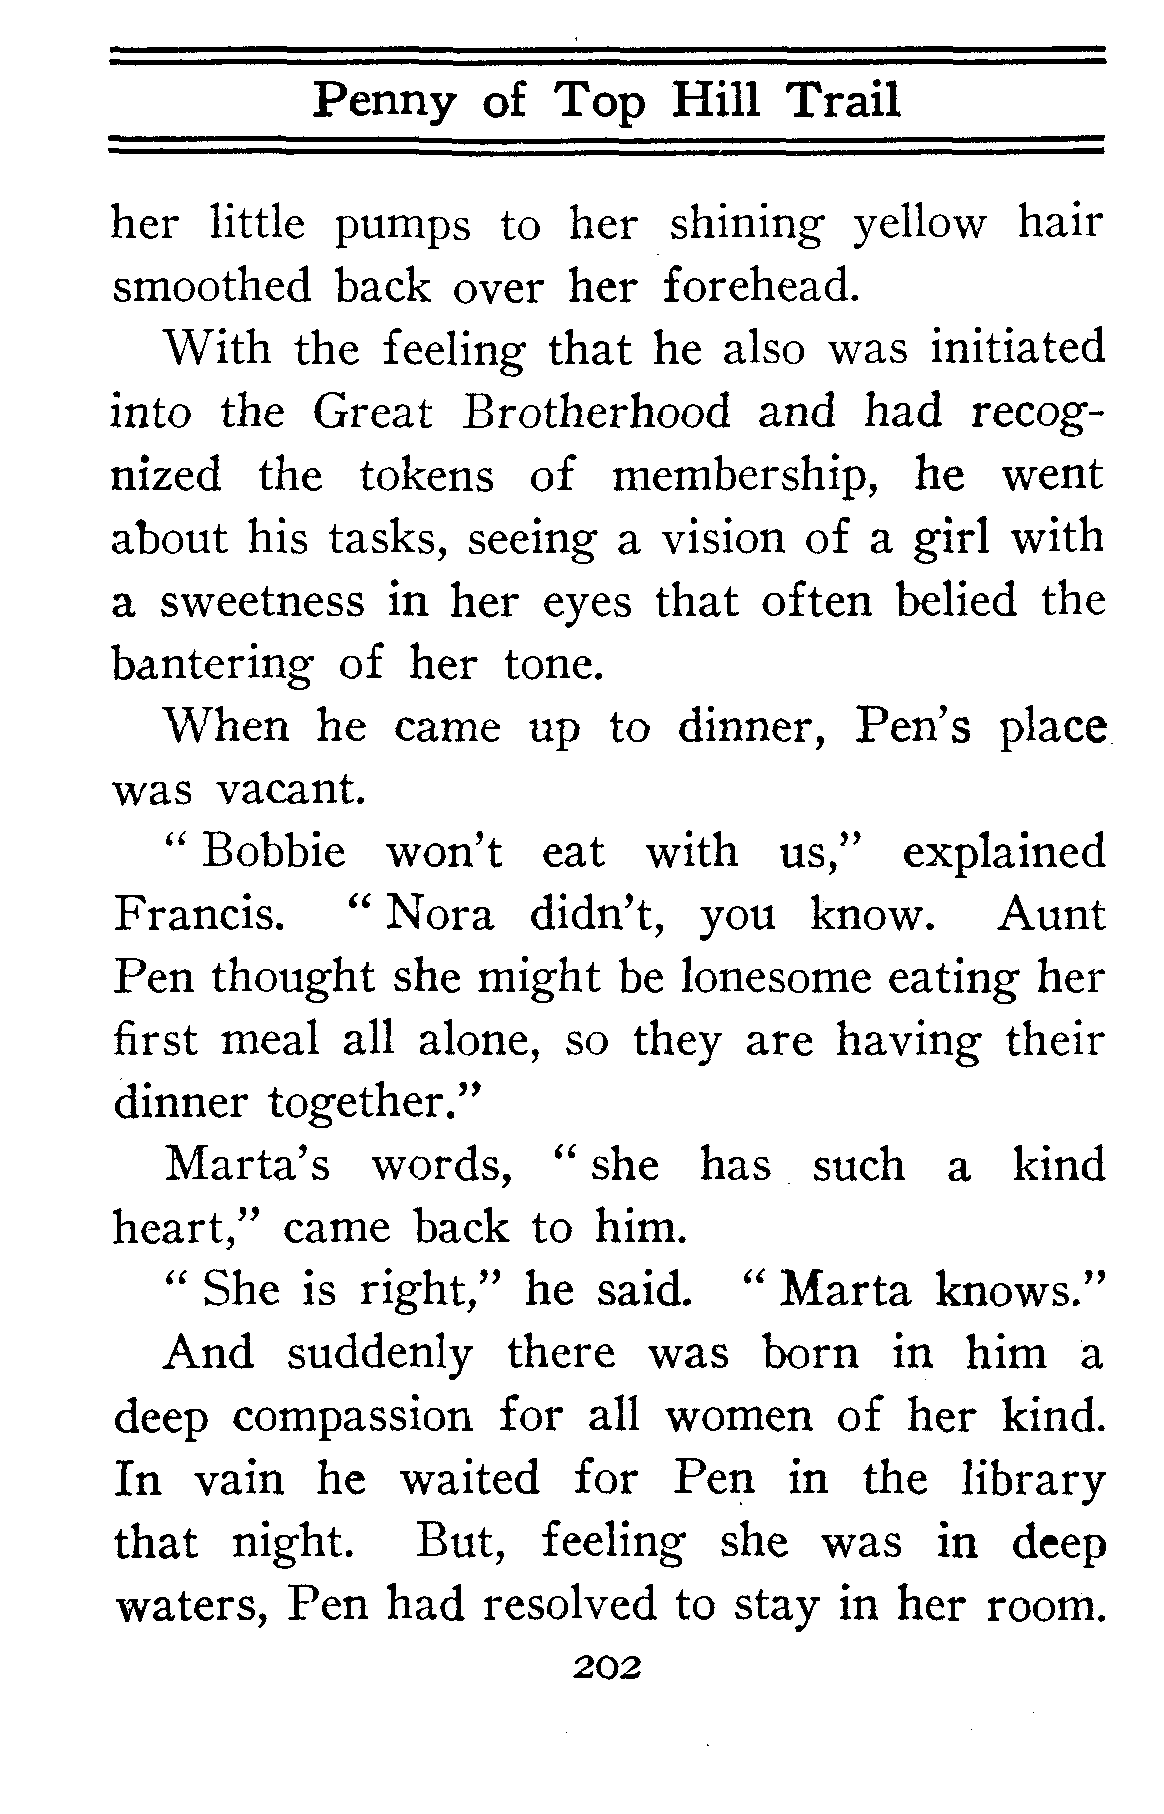 Penny of Top Hill Trail
her little pumps to her shining yellow hair
smoothed back over her forehead.
With the feeling that he also was initiated
into the Great Brotherhood and had recog-
nized the tokens of membership, he went
about his tasks, seeing a vision of a girl with
a sweetness in her eyes that often belied the
bantering of her tone.
When he came up to dinner, Pen's place
was vacant.
" Bobbie won't eat with us," explained
Francis. " Nora didn't, you know. Aunt
Pen thought she might be lonesome eating her
first meal all alone, so they are having their
dinner together."
Marta's words, " she has such a kind
heart," came back to him.
" She is right," he said. " Marta knows."
And suddenly there was born in him a
deep compassion for all women of her kind.
In vain he waited for Pen in the library
that night. But, feeling she was in deep
waters, Pen had resolved to stay in her room.
202